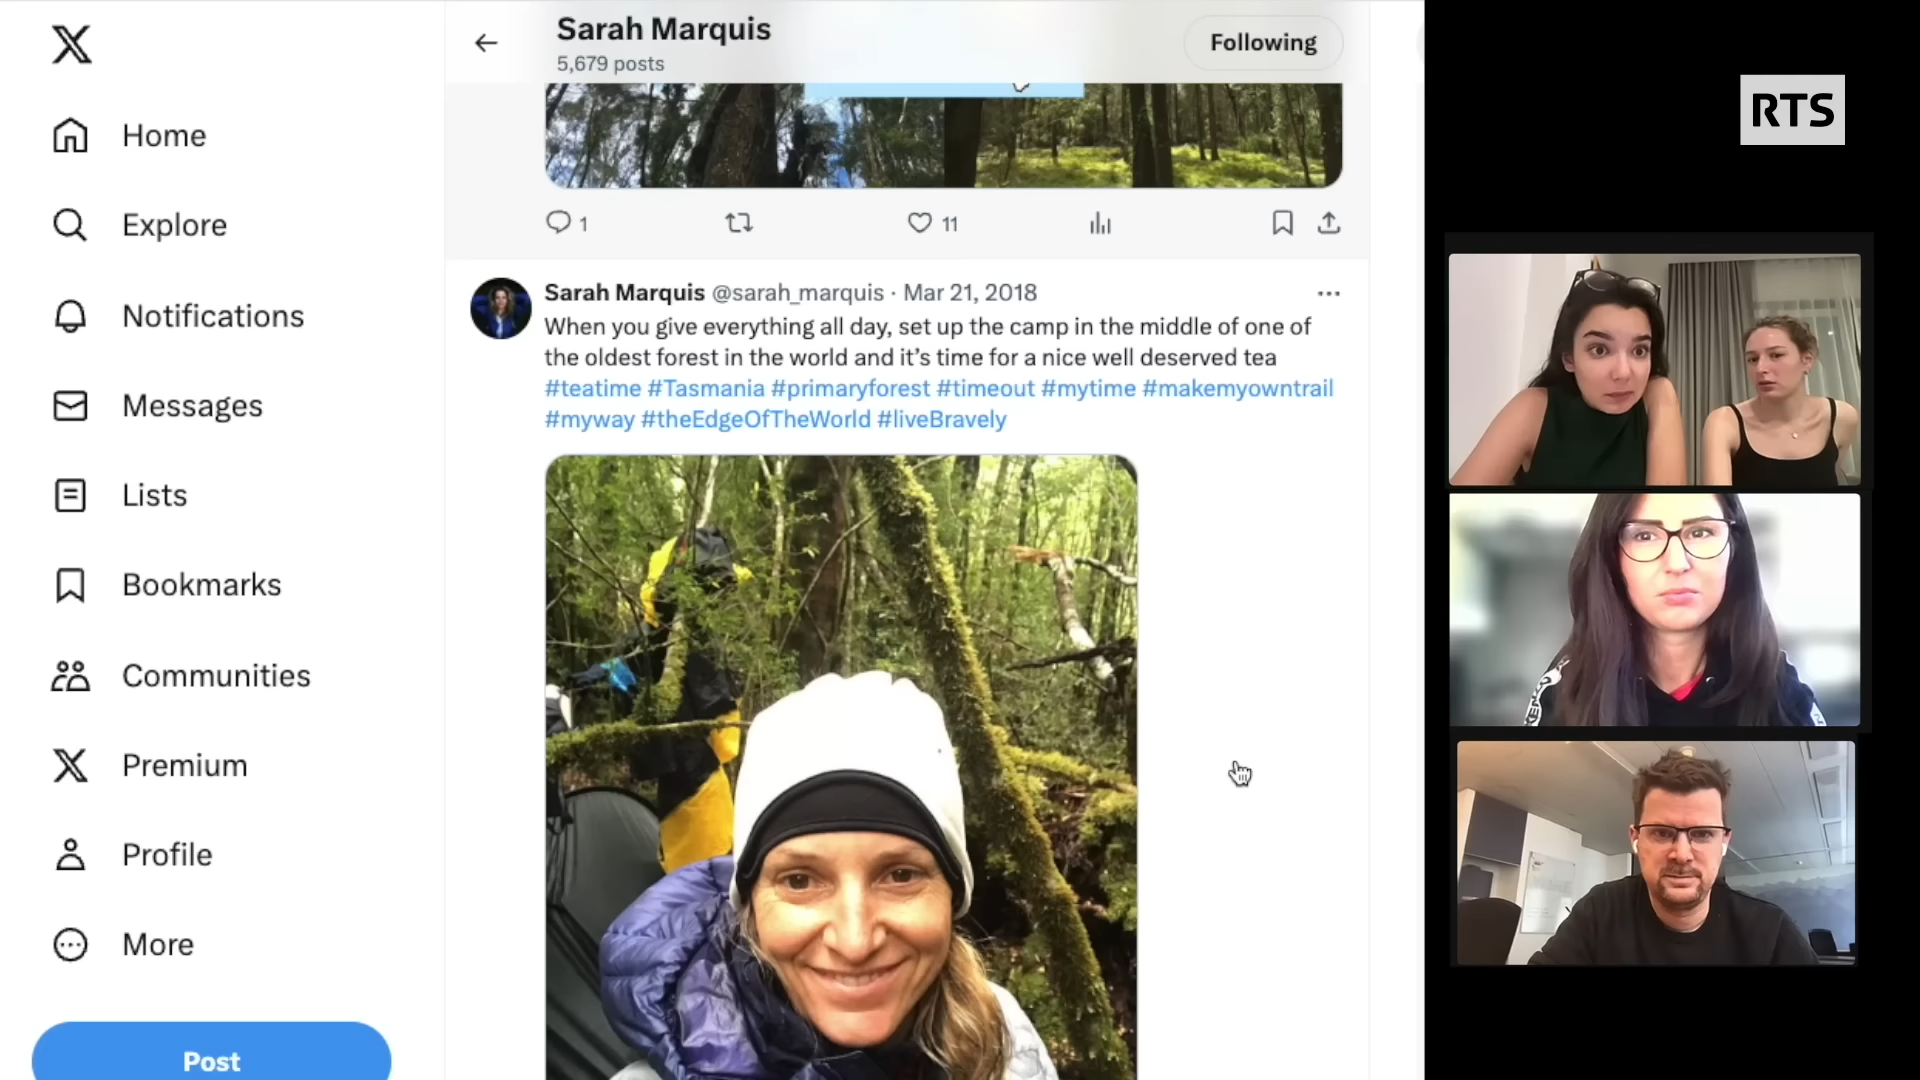 Sarah Marquis
5,679 posts
Following
Home
Explore
Notifications
Messages
Lists
Bookmarks
Communities
Premium
Profile
More
Post
1
11
Sarah Marquis @sarah_marquis · Mar 21, 2018
When you give everything all day, set up the camp in the middle of one of
the oldest forest in the world and it’s time for a nice well deserved tea
#teatime #Tasmania #primaryforest #timeout #mytime #makemyowntrail
#myway #theEdgeOfTheWorld #liveBravely
RTS